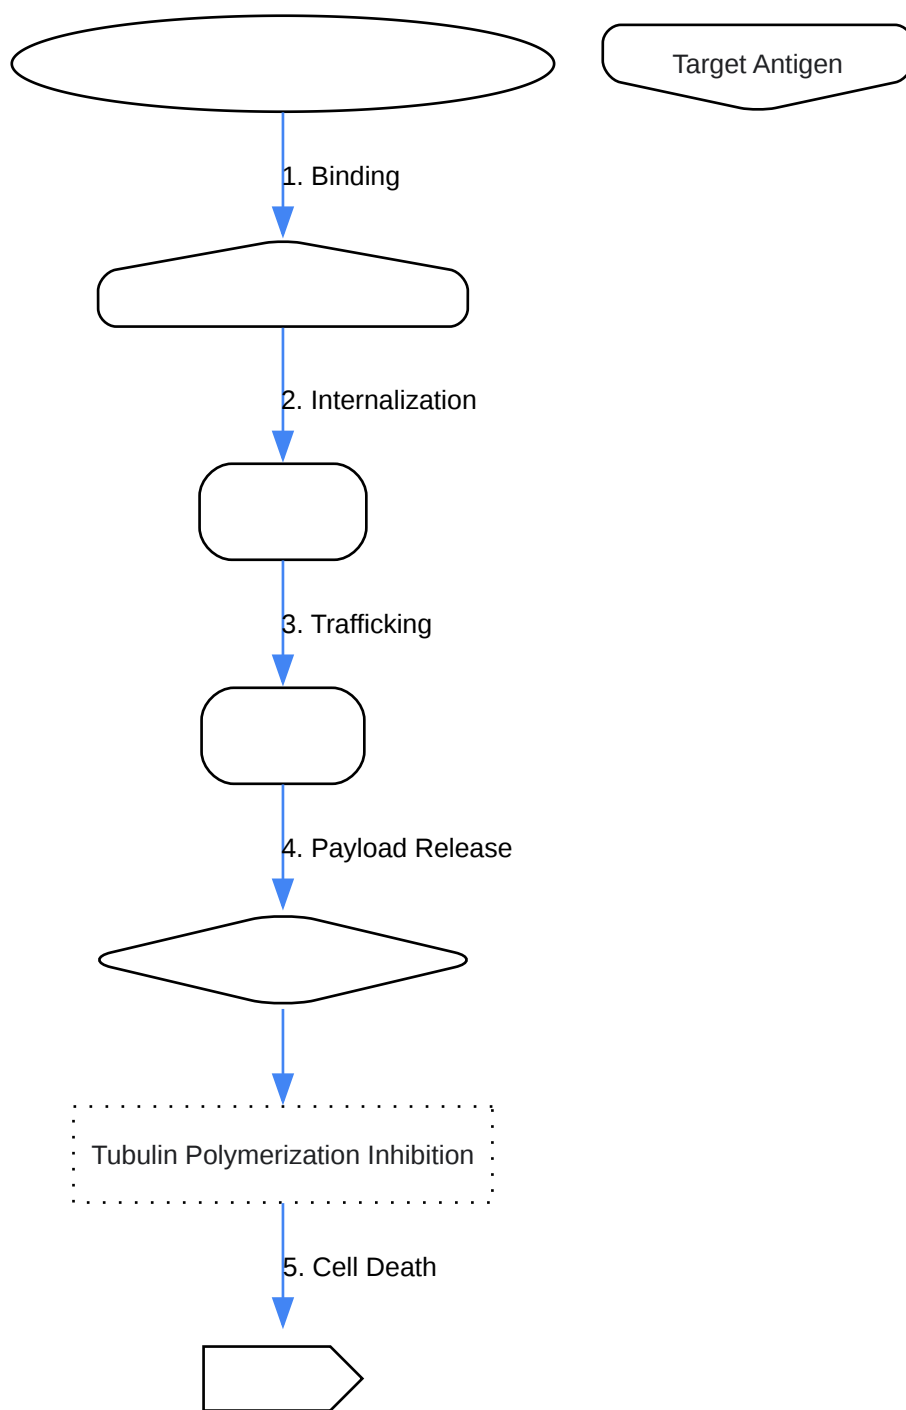 Target Antigen
1. Binding
2. Internalization
3. Trafficking
4. Payload Release
Tubulin Polymerization Inhibition
5. Cell Death